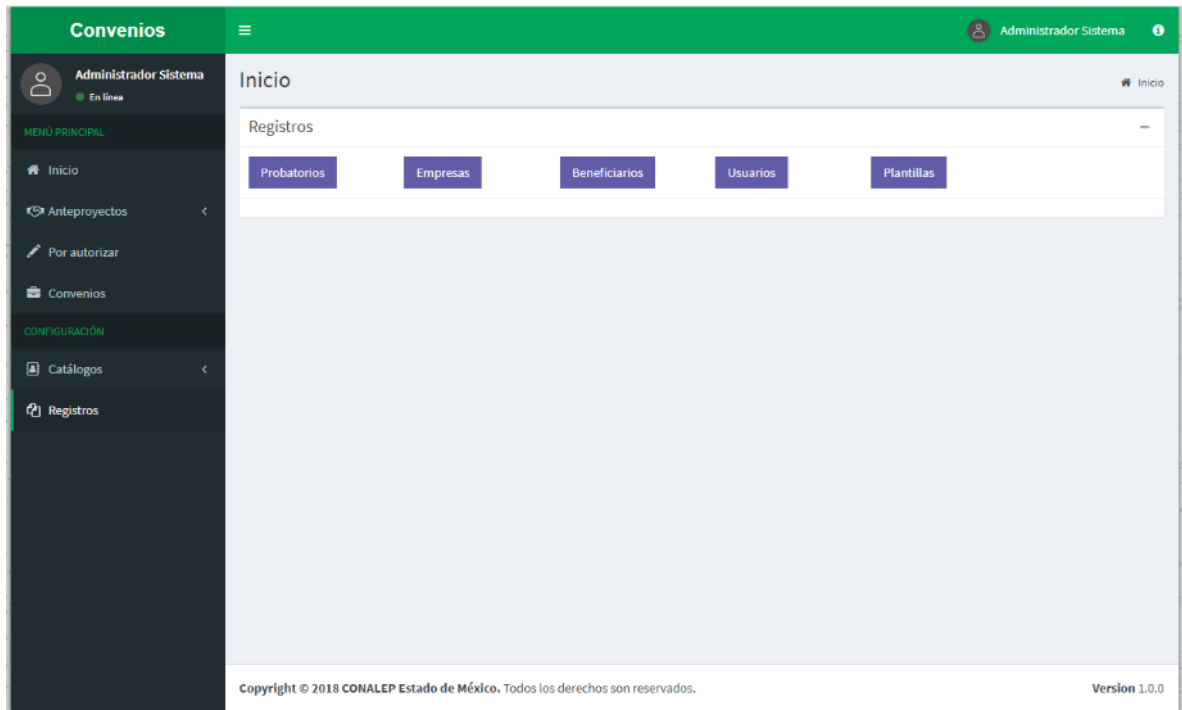 Convenios
Administrador Sistema
Administrador Sistema
En línea
Inicio
Inicio
MENÚ PRINCIPAL
Registros
Inicio
Probatorios Empresas Beneficiarios Usuarios Plantillas
Anteproyectos
Por autorizar
Convenios
CONFIGURACIÓN
Catálogos
Registros
Copyright © 2018 CONALEP Estado de México. Todos los derechos son reservados.
Version 1.0.0